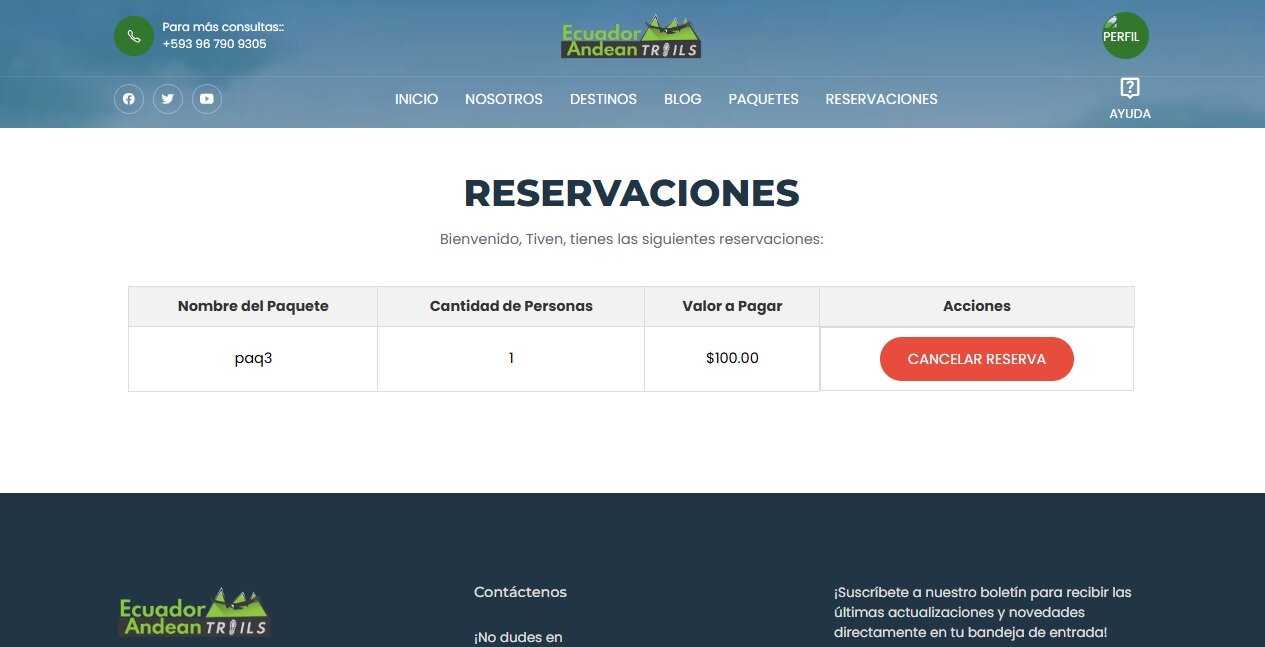 Para más consultas::
+593 96 790 9305
Ecuador
Andean TRAILS
PERFIL
INICIO NOSOTROS DESTINOS BLOG PAQUETES RESERVACIONES
AYUDA
RESERVACIONES
Bienvenido, Tiven, tienes las siguientes reservaciones:
Nombre del Paquete Cantidad de Personas Valor a Pagar Acciones
paq3 1 $100.00 CANCELAR RESERVA
Ecuador
Andean TRAILS
Contáctenos
¡No dudes en
¡Suscríbete a nuestro boletín para recibir las
últimas actualizaciones y novedades
directamente en tu bandeja de entrada!